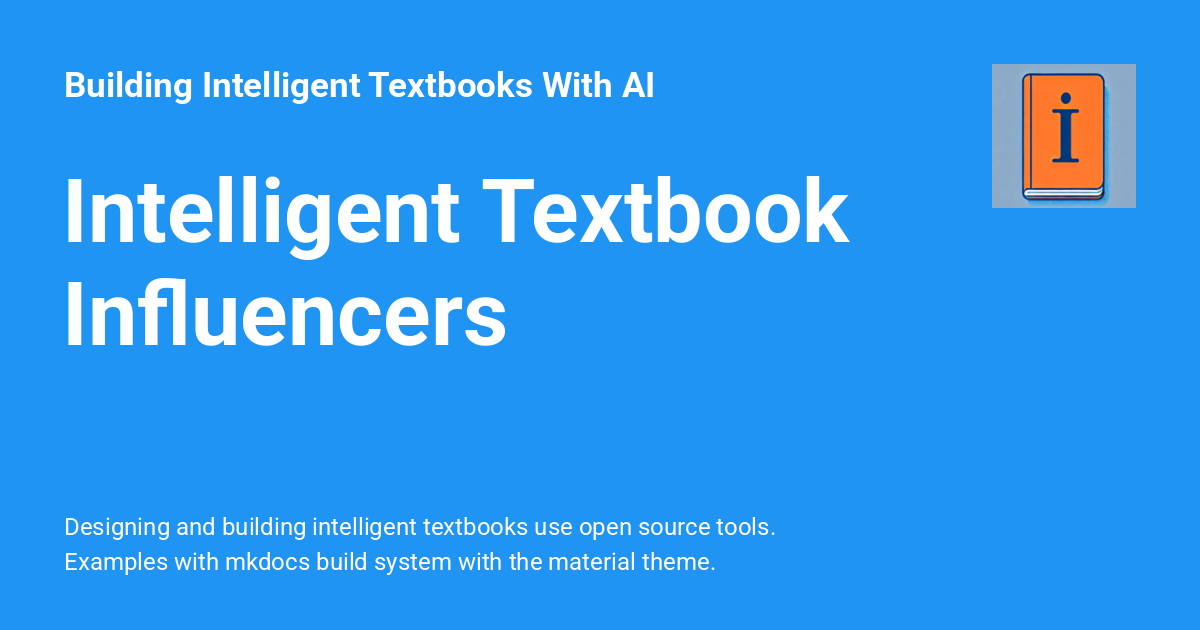 Building Intelligent Textbooks With AI
i
Intelligent Textbook
Influencers
Designing and building intelligent textbooks use open source tools.
Examples with mkdocs build system with the material theme.